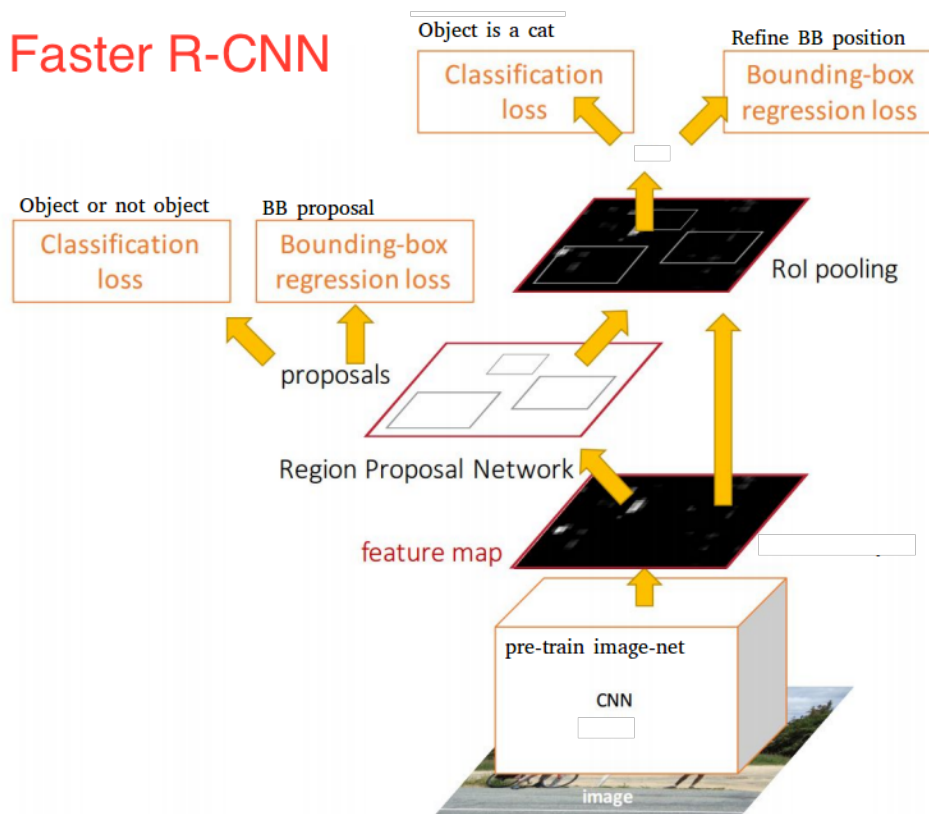 Faster R-CNN
Object is a cat
Classification
loss
Refine BB position
Bounding-box
regression loss
Object or not object
Classification
loss
BB proposal
Bounding-box
regression loss
RoI pooling
proposals
Region Proposal Network
feature map
pre-train image-net
CNN
image